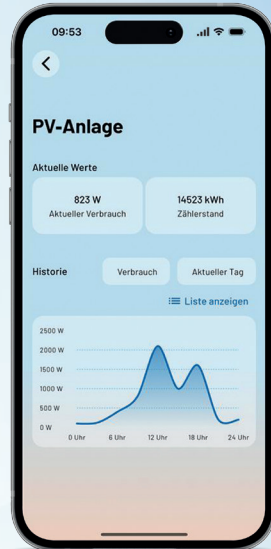 09:53
PV-Anlage
Aktuelle Werte
823 W
Aktueller Verbrauch
14523 kWh
Zählerstand
Historie
Verbrauch
Aktueller Tag
Liste anzeigen
2500 W
2000 W
1500 W
1000 W
500 W
0 W
0 Uhr 6 Uhr 12 Uhr 18 Uhr 24 Uhr